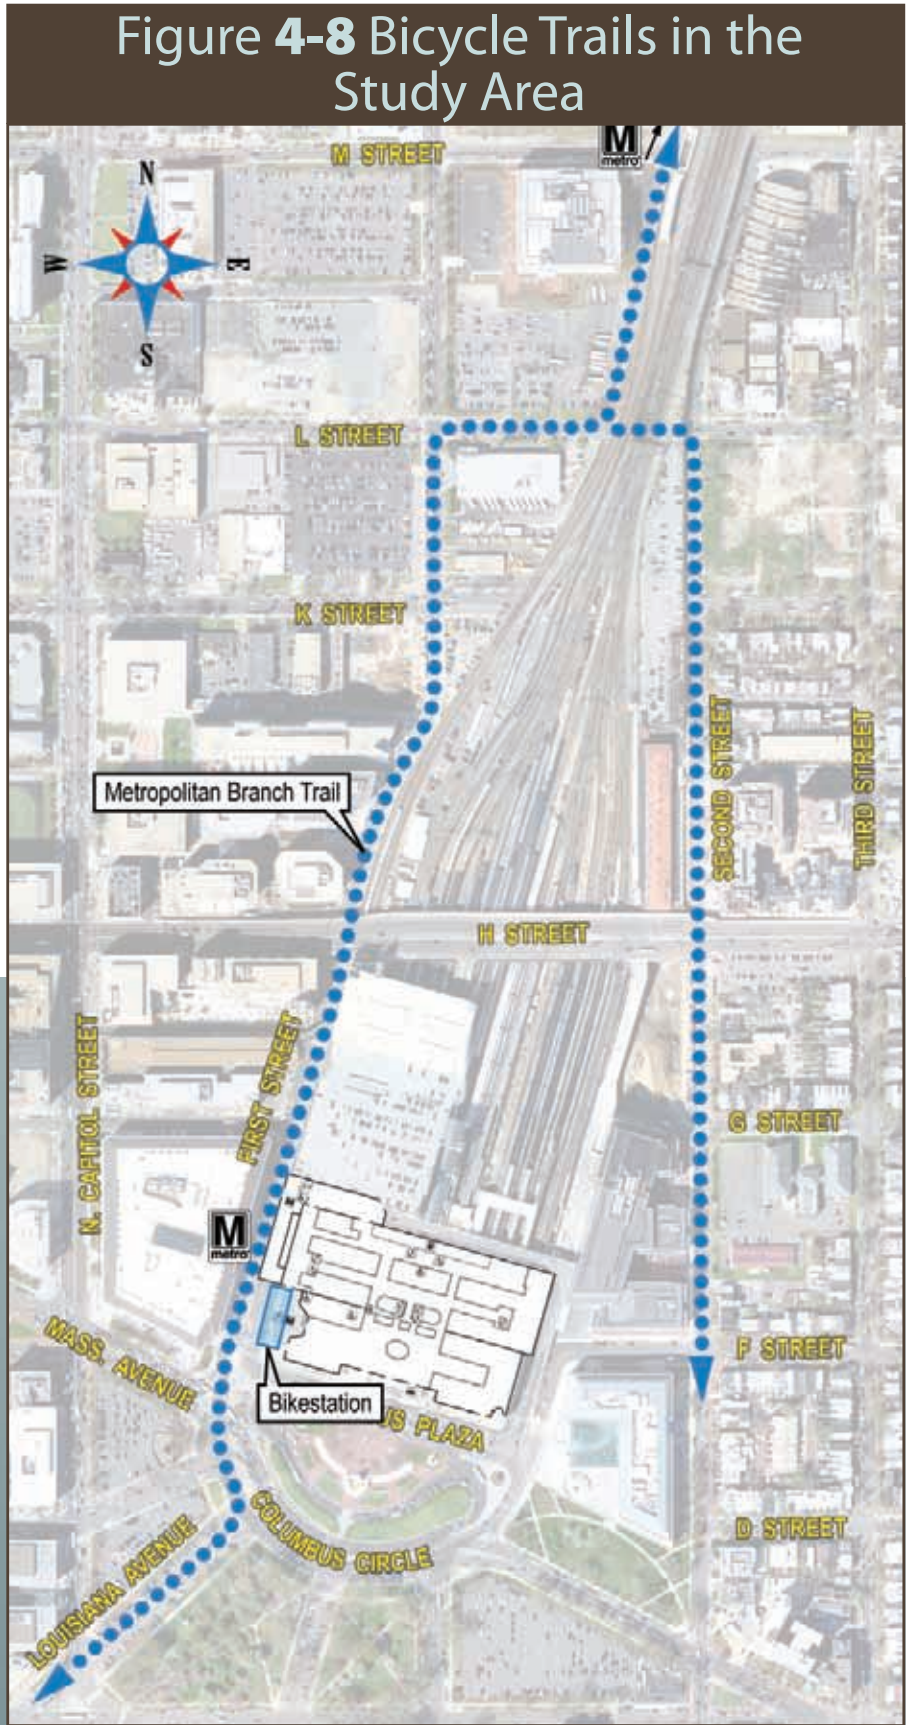 Figure 4-8 Bicycle Trails in the
Study Area
M
metro
M STREET
N
W
E
S
L STREET
K STREET
SECOND STREET
THIRD STREET
Metropolitan Branch Trail
H STREET
N. CAPITOL STREET
FIRST STREET
G STREET
M
metro
MASS. AVENUE
F STREET
Bikestation
US PLAZA
COLUMBUS CIRCLE
D STREET
LOUISIANA AVENUE